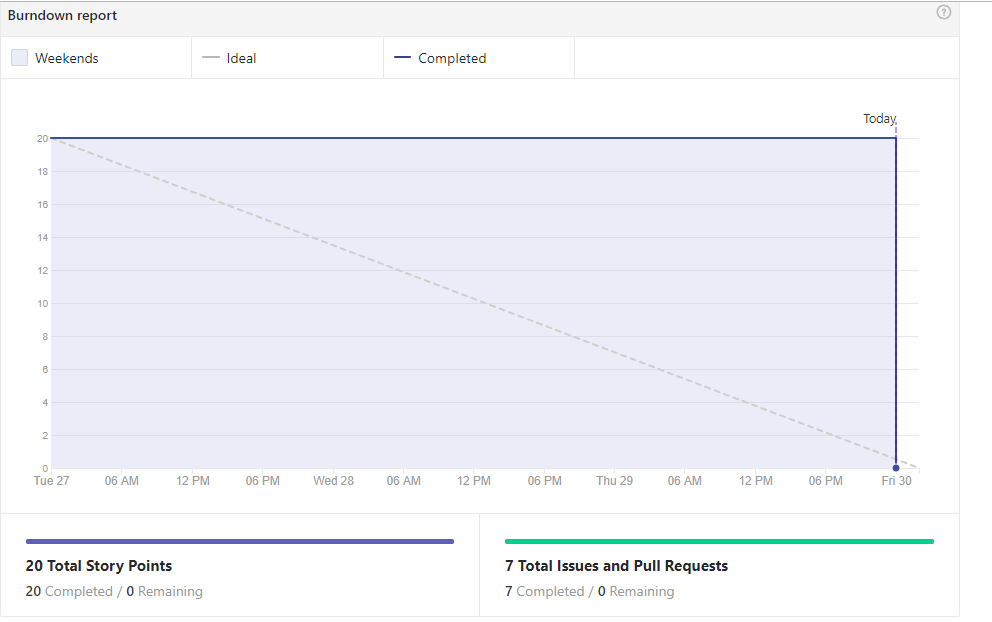 Burndown report
?
Weekends
Ideal
Completed
Today
20
18
16
14
12
10
8
6
4
2
0
Tue 27 06 AM 12 PM 06 PM Wed 28 06 AM 12 PM 06 PM Thu 29 06 AM 12 PM 06 PM Fri 30
20 Total Story Points
20 Completed / 0 Remaining
7 Total Issues and Pull Requests
7 Completed / 0 Remaining